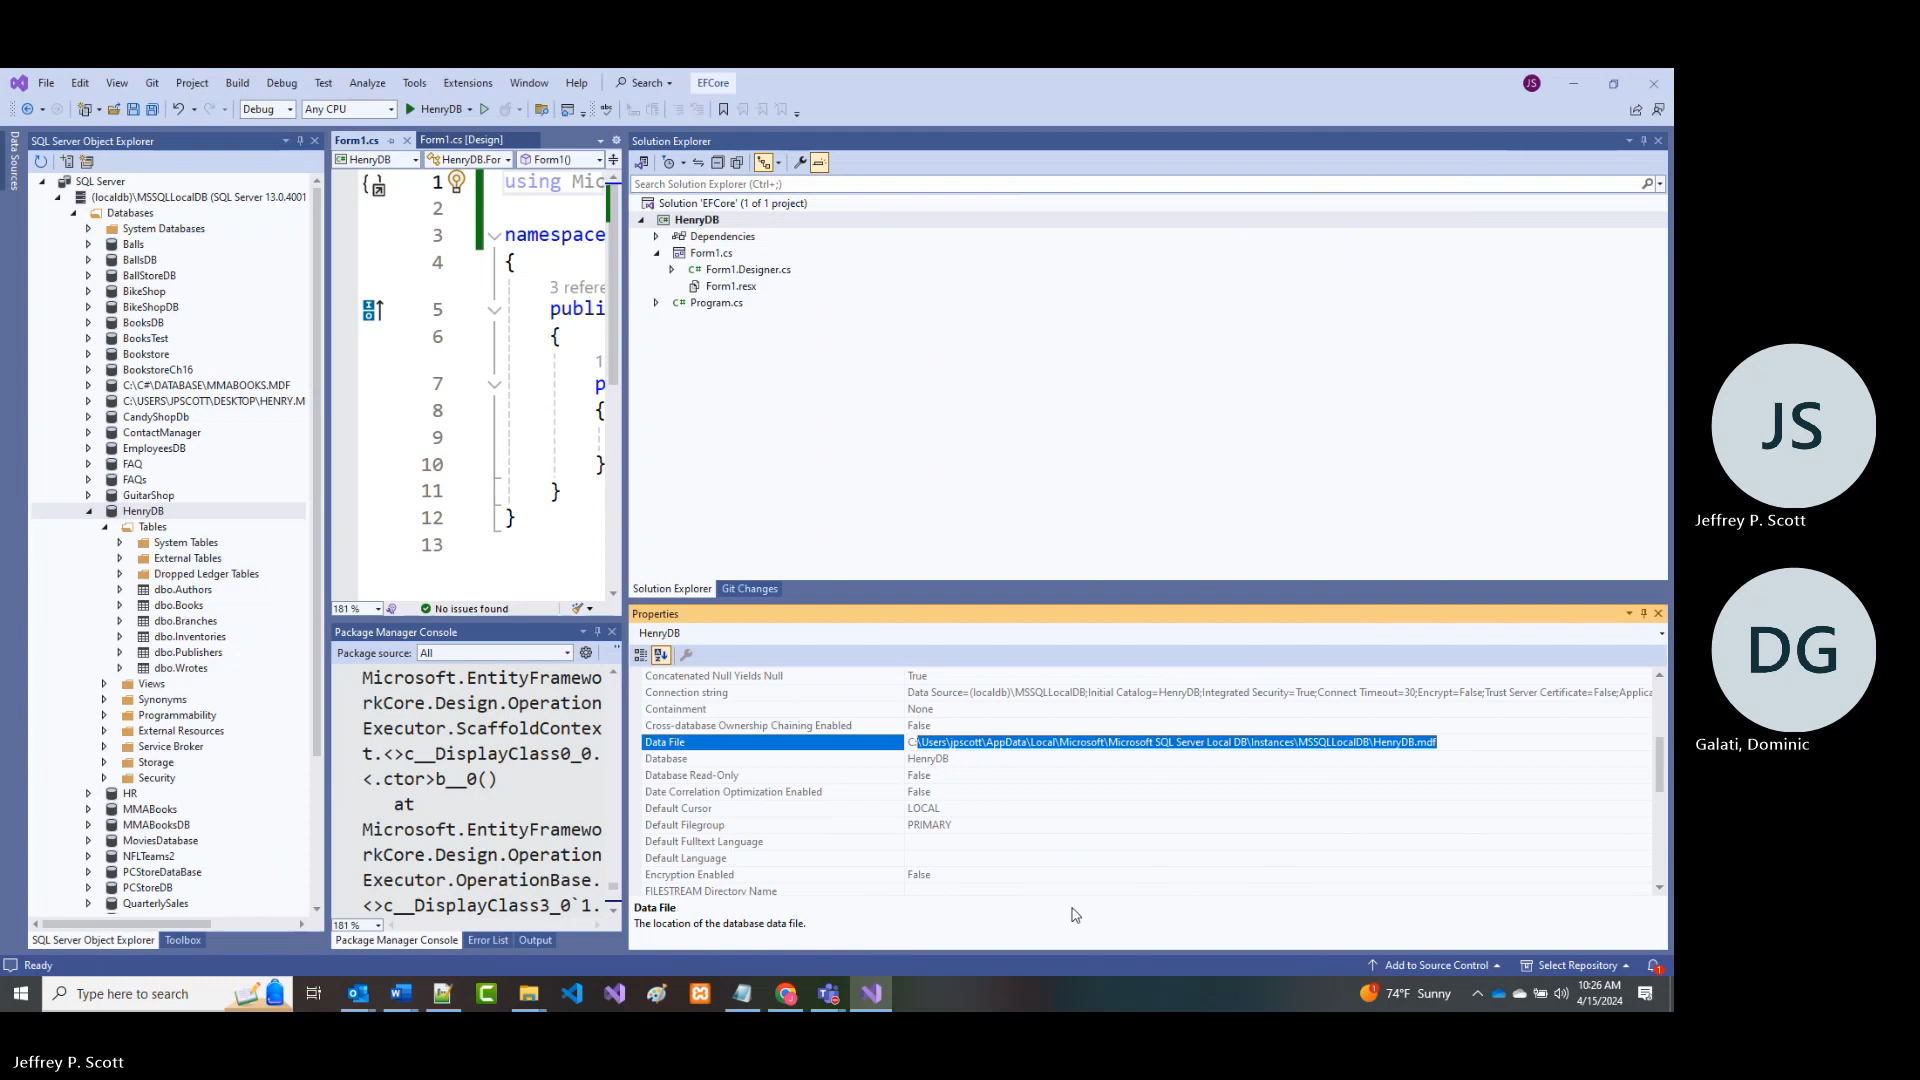 File Edit View Git Project Build Debug Test Analyze Tools Extensions Window Help Search EFCore JS
Debug Any CPU HenryDB
Data Sources
SQL Server Object Explorer
SQL Server
(localdb)\MSSQLLocalDB (SQL Server 13.0.4001
Databases
System Databases
Balls
BallsDB
BallStoreDB
BikeShop
BikeShopDB
BooksDB
BooksTest
Bookstore
BookstoreCh16
C:\C#\DATABASE\MMABOOKS.MDF
C:\USERS\JPSCOTT\DESKTOP\HENRY.M
CandyShopDb
ContactManager
EmployeesDB
FAQ
FAQs
GuitarShop
HenryDB
Tables
System Tables
External Tables
Dropped Ledger Tables
dbo.Authors
dbo.Books
dbo.Branches
dbo.Inventories
dbo.Publishers
dbo.Wrotes
Views
Synonyms
Programmability
External Resources
Service Broker
Storage
Security
HR
MMABooks
MMABooksDB
MoviesDatabase
NFLTeams2
PCStoreDataBase
PCStoreDB
QuarterlySales
SQL Server Object Explorer Toolbox
Form1.cs Form1.cs [Design]
HenryDB HenryDB.For Form1()
1 using Mic
2
3 namespace
4 {
3 refere
5 publi
6 {
1
7 p
8 {
9
10 }
11 }
12 }
13
181 % No issues found
Package Manager Console
Package source: All
Microsoft.EntityFramewo
rkCore.Design.Operation
Executor.ScaffoldContex
t.<>c__DisplayClass0_0.
<.ctor>b__0()
at
Microsoft.EntityFramewo
rkCore.Design.Operation
Executor.OperationBase.
<>c__DisplayClass3_0`1.
181 %
Package Manager Console Error List Output
Solution Explorer
Search Solution Explorer (Ctrl+;)
Solution 'EFCore' (1 of 1 project)
HenryDB
Dependencies
Form1.cs
C# Form1.Designer.cs
Form1.resx
C# Program.cs
Solution Explorer Git Changes
Properties
HenryDB
Concatenated Null Yields Null True
Connection string Data Source=(localdb)\MSSQLLocalDB;Initial Catalog=HenryDB;Integrated Security=True;Connect Timeout=30;Encrypt=False;Trust Server Certificate=False;Applica
Containment None
Cross-database Ownership Chaining Enabled False
Data File C:\Users\jpscott\AppData\Local\Microsoft\Microsoft SQL Server Local DB\Instances\MSSQLLocalDB\HenryDB.mdf
Database HenryDB
Database Read-Only False
Date Correlation Optimization Enabled False
Default Cursor LOCAL
Default Filegroup PRIMARY
Default Fulltext Language
Default Language
Encryption Enabled False
FILESTREAM Directory Name
Data File
The location of the database data file.
Ready Add to Source Control Select Repository 1
Type here to search 74°F Sunny 10:26 AM
4/15/2024
JS
Jeffrey P. Scott
DG
Galati, Dominic
Jeffrey P. Scott